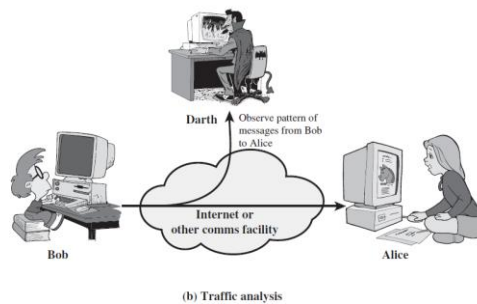 Darth
Observe pattern of
messages from Bob
to Alice
Internet or
other comms facility
Bob
Alice
(b) Traffic analysis